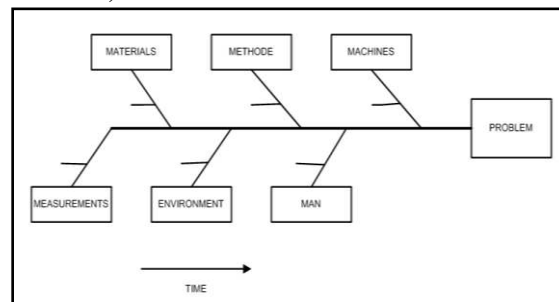 MATERIALS
METHODE
MACHINES
PROBLEM
MEASUREMENTS
ENVIRONMENT
MAN
TIME